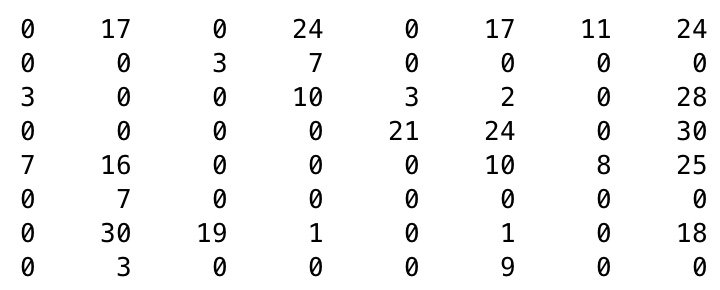 0 17 0 24 0 17 11 24
0 0 3 7 0 0 0 0
3 0 0 10 3 2 0 28
0 0 0 0 21 24 0 30
7 16 0 0 0 10 8 25
0 7 0 0 0 0 0 0
0 30 19 1 0 1 0 18
0 3 0 0 0 9 0 0